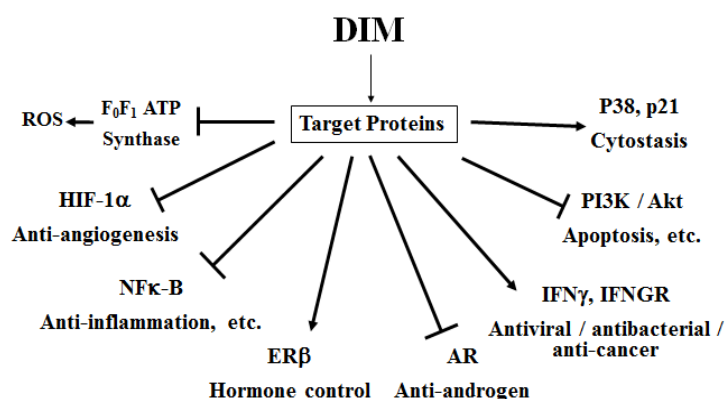 DIM
Target Proteins
ROS
F₀F₁ ATP
Synthase
P38, p21
Cytostasis
HIF-1α
Anti-angiogenesis
PI3K / Akt
Apoptosis, etc.
NFκ-B
Anti-inflammation, etc.
IFNγ, IFNGR
Antiviral / antibacterial /
anti-cancer
ERβ
Hormone control
AR
Anti-androgen